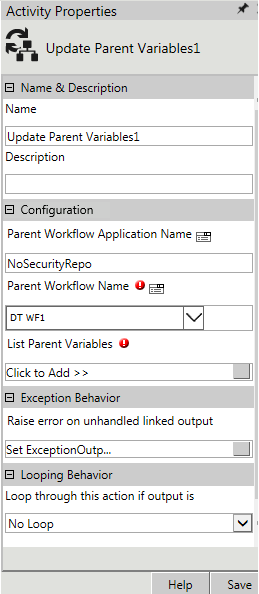 Activity Properties
Update Parent Variables1
Name & Description
Name
Update Parent Variables1
Description
Configuration
Parent Workflow Application Name
NoSecurityRepo
Parent Workflow Name
DT WF1
List Parent Variables
Click to Add >>
Exception Behavior
Raise error on unhandled linked output
Set ExceptionOutp...
Looping Behavior
Loop through this action if output is
No Loop
Help Save